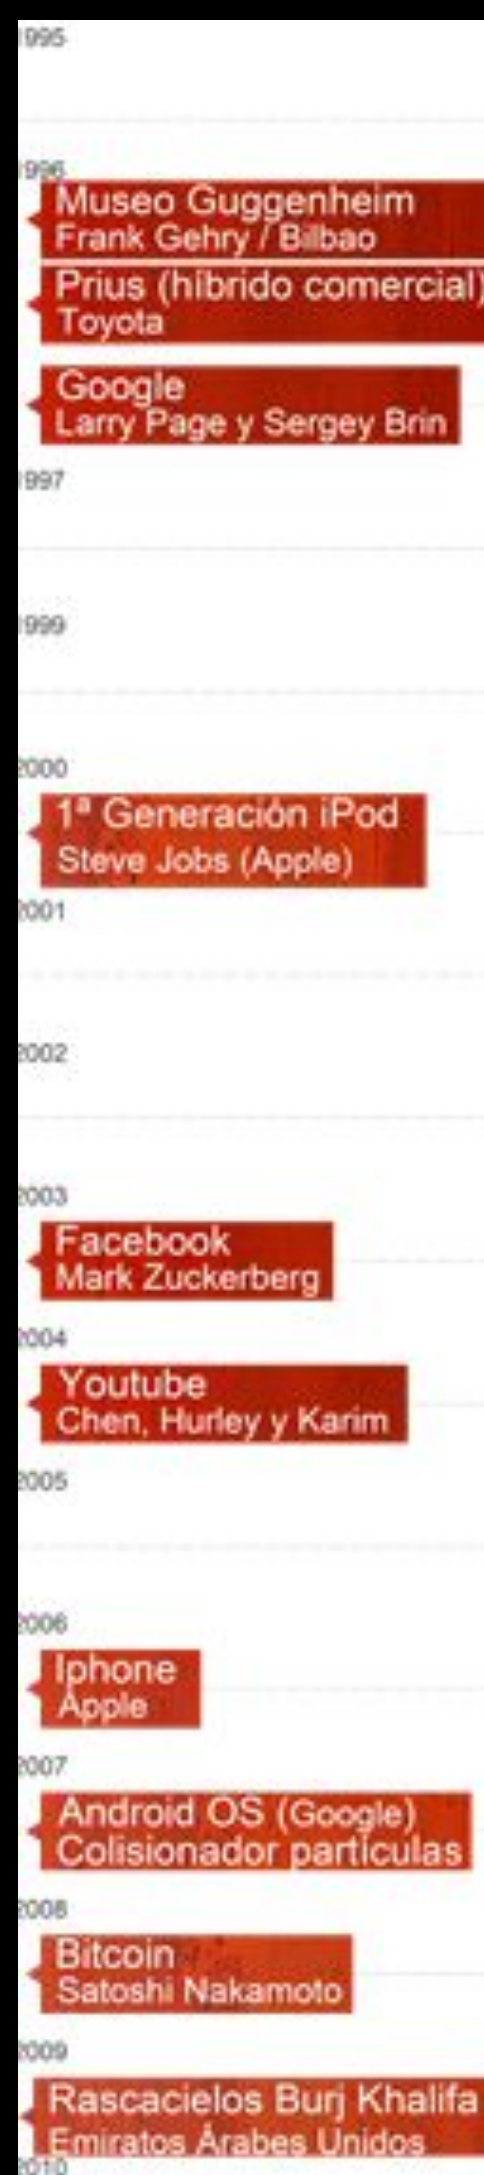 1995
1996
Museo Guggenheim
Frank Gehry / Bilbao
Prius (híbrido comercial)
Toyota
Google
Larry Page y Sergey Brin
1997
1999
2000
1ª Generación iPod
Steve Jobs (Apple)
2001
2002
2003
Facebook
Mark Zuckerberg
2004
Youtube
Chen, Hurley y Karim
2005
2006
Iphone
Apple
2007
Android OS (Google)
Colisionador partículas
2008
Bitcoin
Satoshi Nakamoto
2009
Rascacielos Burj Khalifa
Emiratos Árabes Unidos
2010